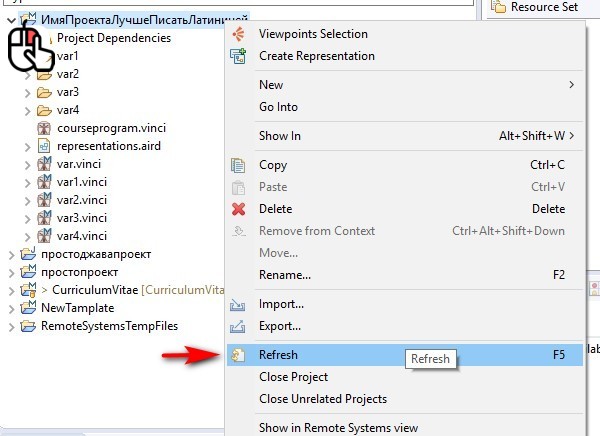 Resource Set
ИмяПроектаЛучшеПисатьЛатиницей
Project Dependencies
var1
var2
var3
var4
courseprogram.vinci
representations.aird
var.vinci
var1.vinci
var2.vinci
var3.vinci
var4.vinci
простоджавапроект
простопроект
> CurriculumVitae [CurriculumVita
NewTamplate
RemoteSystemsTempFiles
Viewpoints Selection
Create Representation
New
Go Into
Show In Alt+Shift+W
Copy Ctrl+C
Paste Ctrl+V
Delete Delete
Remove from Context Ctrl+Alt+Shift+Down
Move...
Rename... F2
Import...
Export...
Refresh F5
Refresh
Close Project
Close Unrelated Projects
Show in Remote Systems view